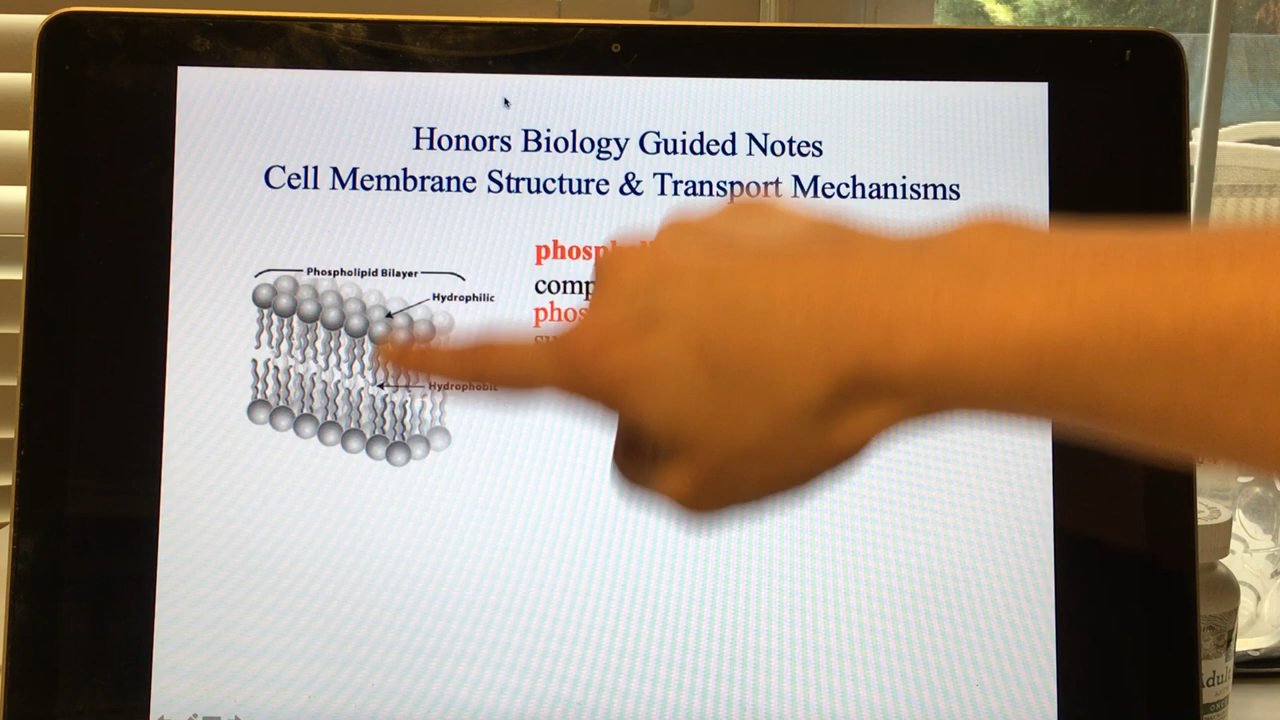 Honors Biology Guided Notes
Cell Membrane Structure & Transport Mechanisms
Phospholipid Bilayer
Hydrophilic
Hydrophobic